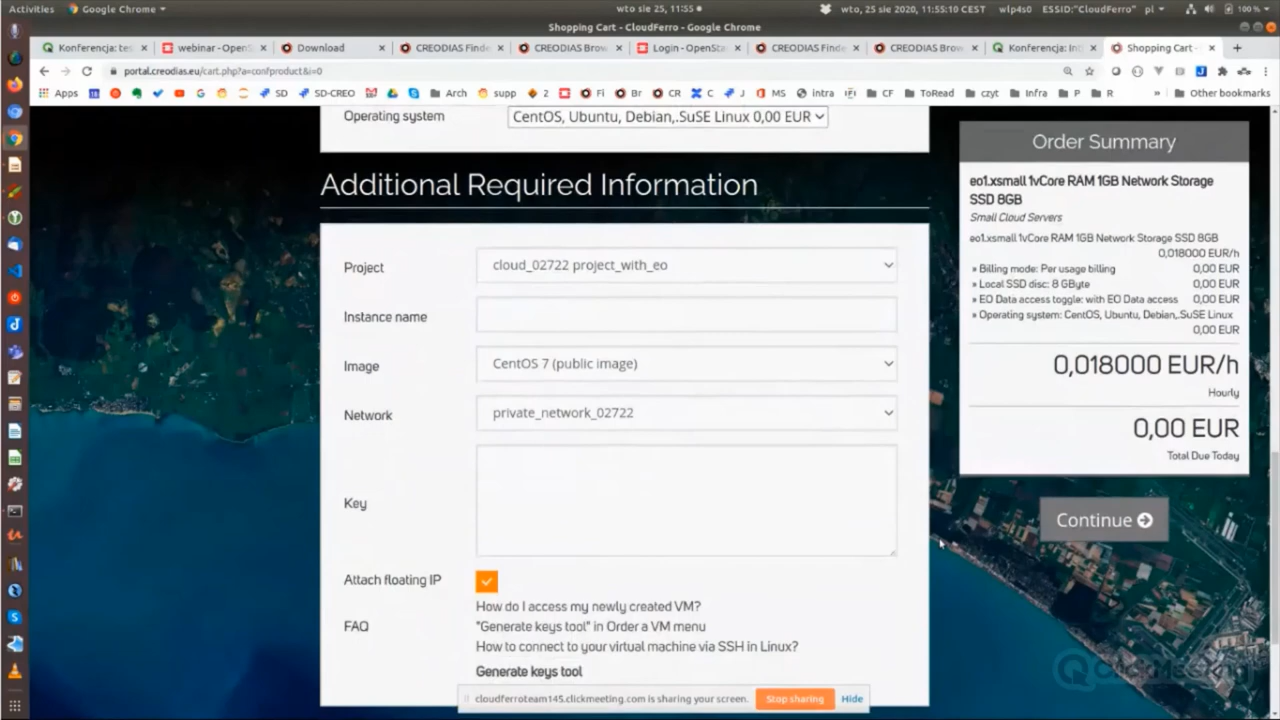 Activities Google Chrome wto sie 25, 11:55 wto, 25 sie 2020, 11:55:10 CEST wlp4s0 ESSID:"CloudFerro" pl 100 %
Shopping Cart - CloudFerro - Google Chrome
Konferencja: tes webinar - OpenS Download CREODIAS Finde CREODIAS Brow Login - OpenSta CREODIAS Finde CREODIAS Brow Konferencja: Int Shopping Cart -
portal.creodias.eu/cart.php?a=confproduct&i=0
Apps SD SD-CREO Arch supp 2 Fi Br CR C J MS intra CF ToRead czyt Infra P R » Other bookmarks
Operating system CentOS, Ubuntu, Debian,.SuSE Linux 0,00 EUR
Additional Required Information
Project cloud_02722 project_with_eo
Instance name
Image CentOS 7 (public image)
Network private_network_02722
Key
Attach floating IP
FAQ
How do I access my newly created VM?
"Generate keys tool" in Order a VM menu
How to connect to your virtual machine via SSH in Linux?
Generate keys tool
Order Summary
eo1.xsmall 1vCore RAM 1GB Network Storage
SSD 8GB
Small Cloud Servers
eo1.xsmall 1vCore RAM 1GB Network Storage SSD 8GB
0,018000 EUR/h
» Billing mode: Per usage billing 0,00 EUR
» Local SSD disc: 8 GByte 0,00 EUR
» EO Data access toggle: with EO Data access 0,00 EUR
» Operating system: CentOS, Ubuntu, Debian,.SuSE Linux
0,00 EUR
0,018000 EUR/h
Hourly
0,00 EUR
Total Due Today
Continue
ClickMeeting
cloudferroteam145.clickmeeting.com is sharing your screen. Stop sharing Hide